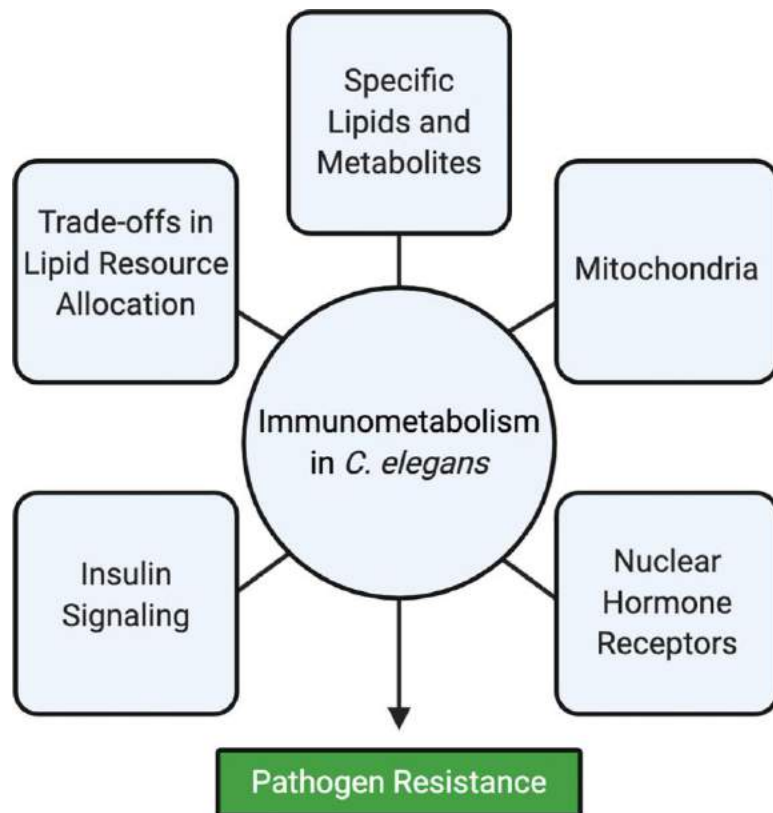 Specific
Lipids and
Metabolites
Trade-offs in
Lipid Resource
Allocation
Mitochondria
Immunometabolism
in C. elegans
Insulin
Signaling
Nuclear
Hormone
Receptors
Pathogen Resistance